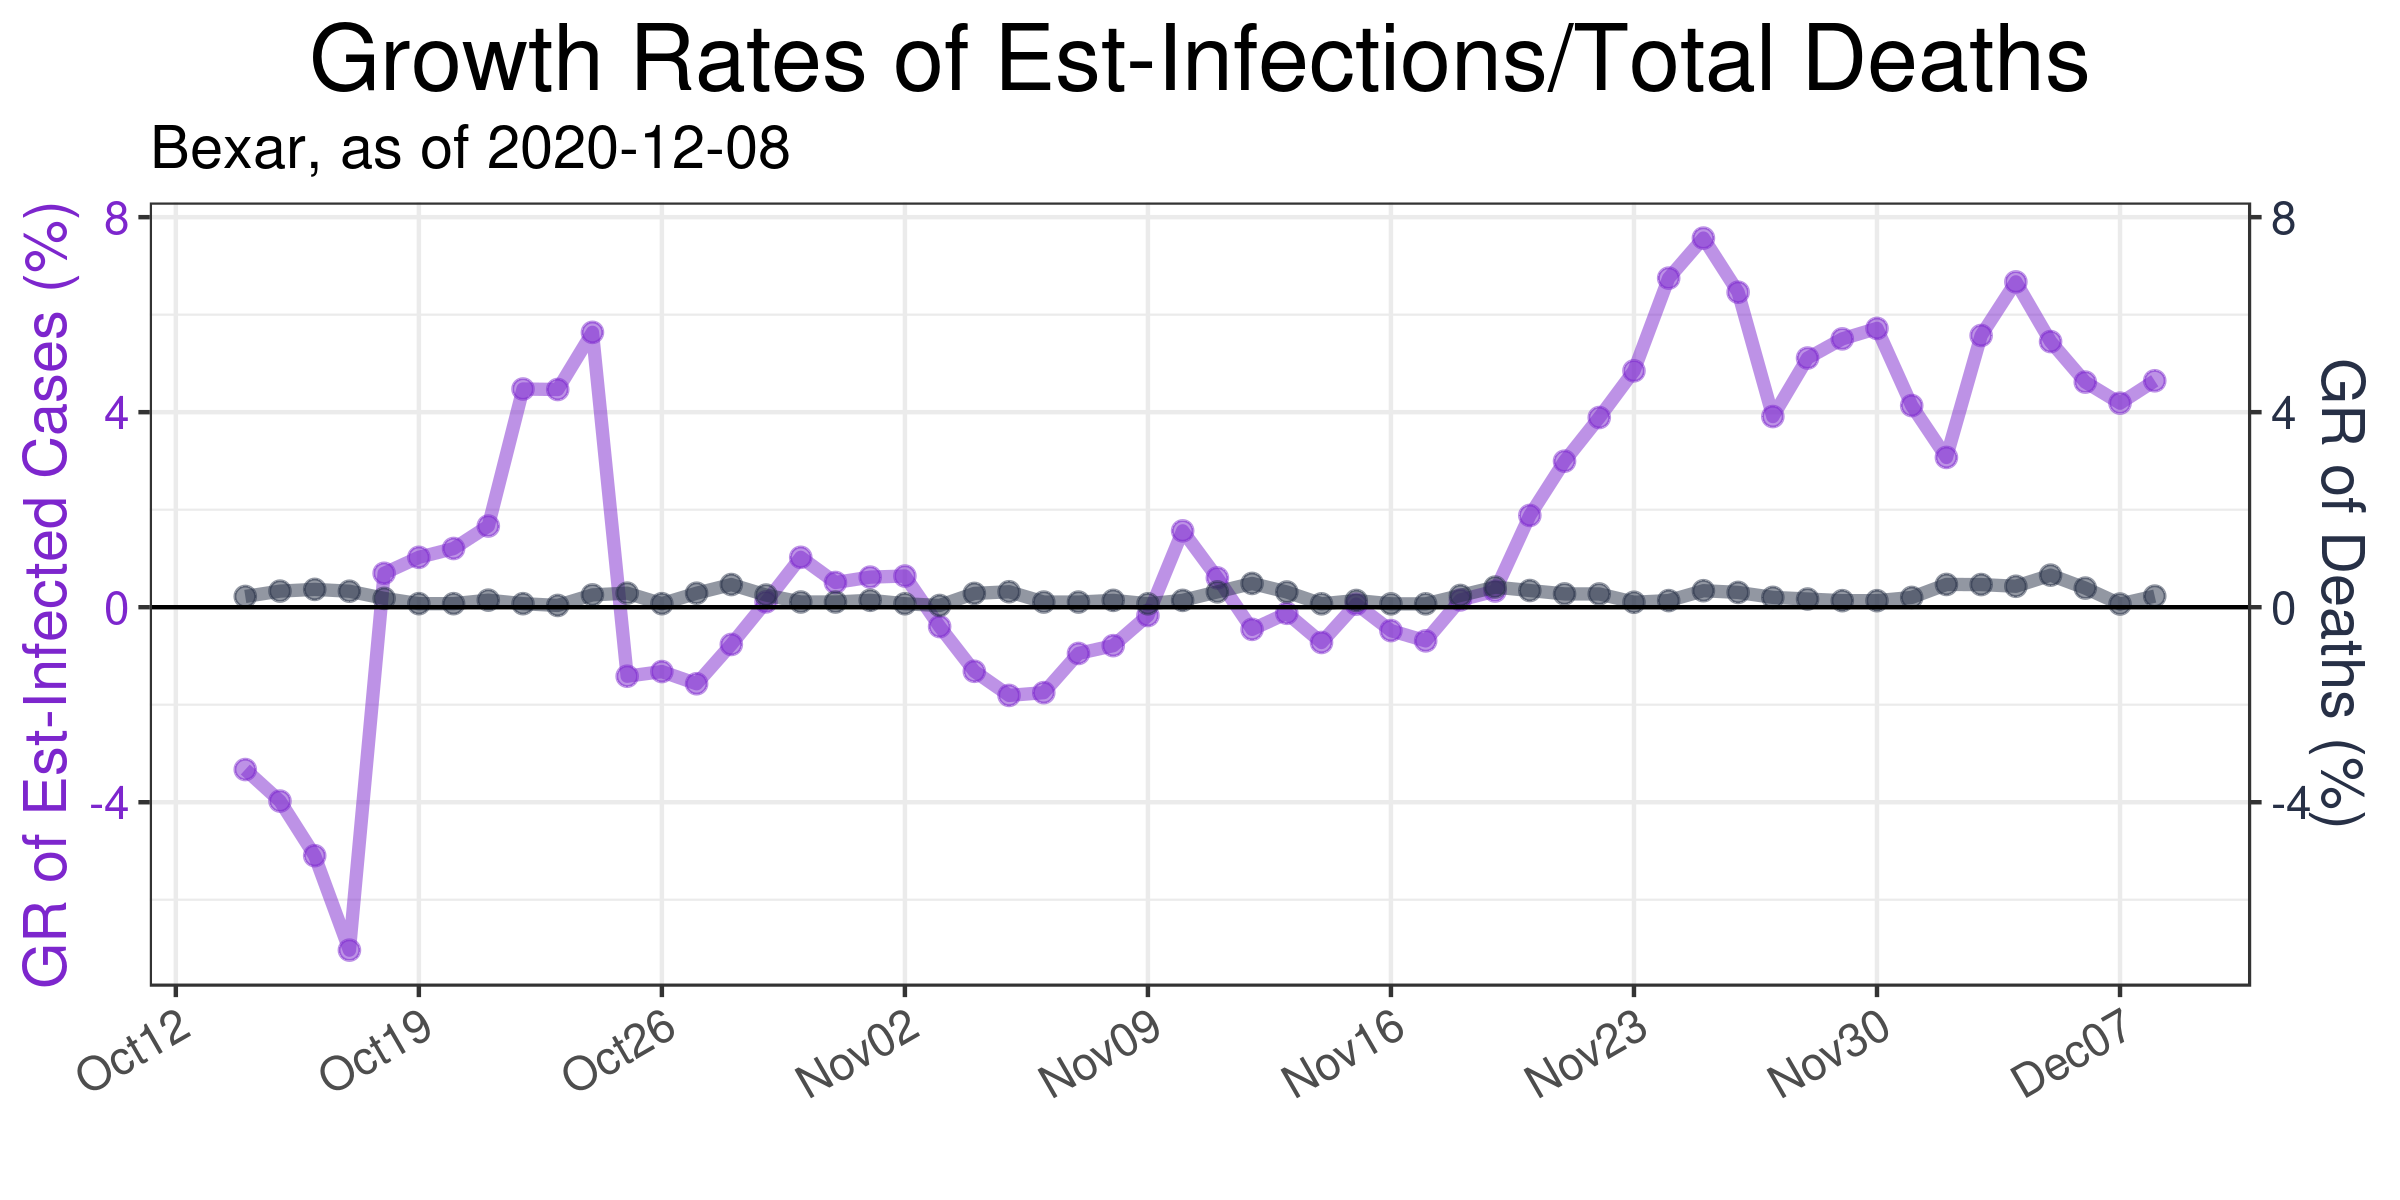 Growth Rates of Est-Infections/Total Deaths
Bexar, as of 2020-12-08
GR of Est-Infected Cases (%)
8
4
0
-4
8
4
0
-4
GR of Deaths (%)
Oct12
Oct19
Oct26
Nov02
Nov09
Nov16
Nov23
Nov30
Dec07